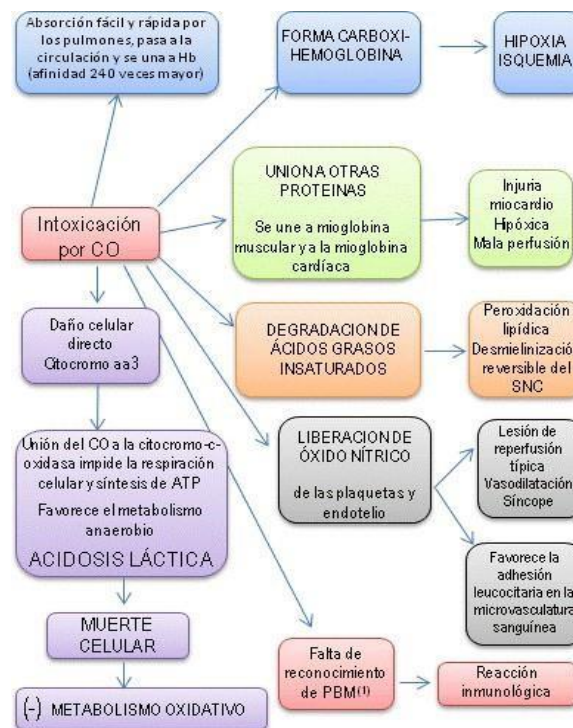 Absorción fácil y rápida por
los pulmones, pasa a la
circulación y se una a Hb
(afinidad 240 veces mayor)
FORMA CARBOXI-
HEMOGLOBINA
HIPOXIA
ISQUEMIA
UNION A OTRAS
PROTEINAS
Se une a mioglobina
muscular y a la mioglobina
cardíaca
Injuria
miocardio
Hipóxica
Mala perfusión
Intoxicación
por CO
Daño celular
directo
Citocromo aa3
DEGRADACION DE
ÁCIDOS GRASOS
INSATURADOS
Peroxidación
lipídica
Desmielinización
reversible del
SNC
Unión del CO a la citocromo-c-
oxidasa impide la respiración
celular y síntesis de ATP
Favorece el metabolismo
anaerobio
ACIDOSIS LÁCTICA
LIBERACION DE
ÓXIDO NÍTRICO
de las plaquetas y
endotelio
Lesión de
reperfusión
típica
Vasodilatación
Síncope
Favorece la
adhesión
leucocitaria en la
microvasculatura
sanguínea
MUERTE
CELULAR
(-) METABOLISMO OXIDATIVO
Falta de
reconocimiento
de PBM(1)
Reacción
inmunológica